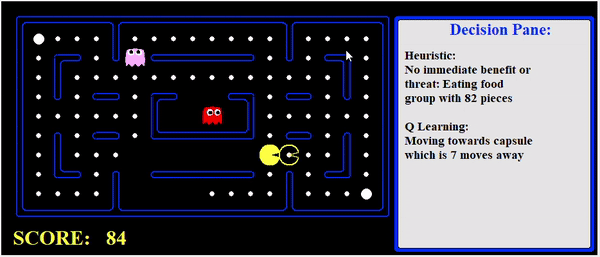 Decision Pane:
Heuristic:
No immediate benefit or
threat: Eating food
group with 82 pieces
Q Learning:
Moving towards capsule
which is 7 moves away
SCORE: 84